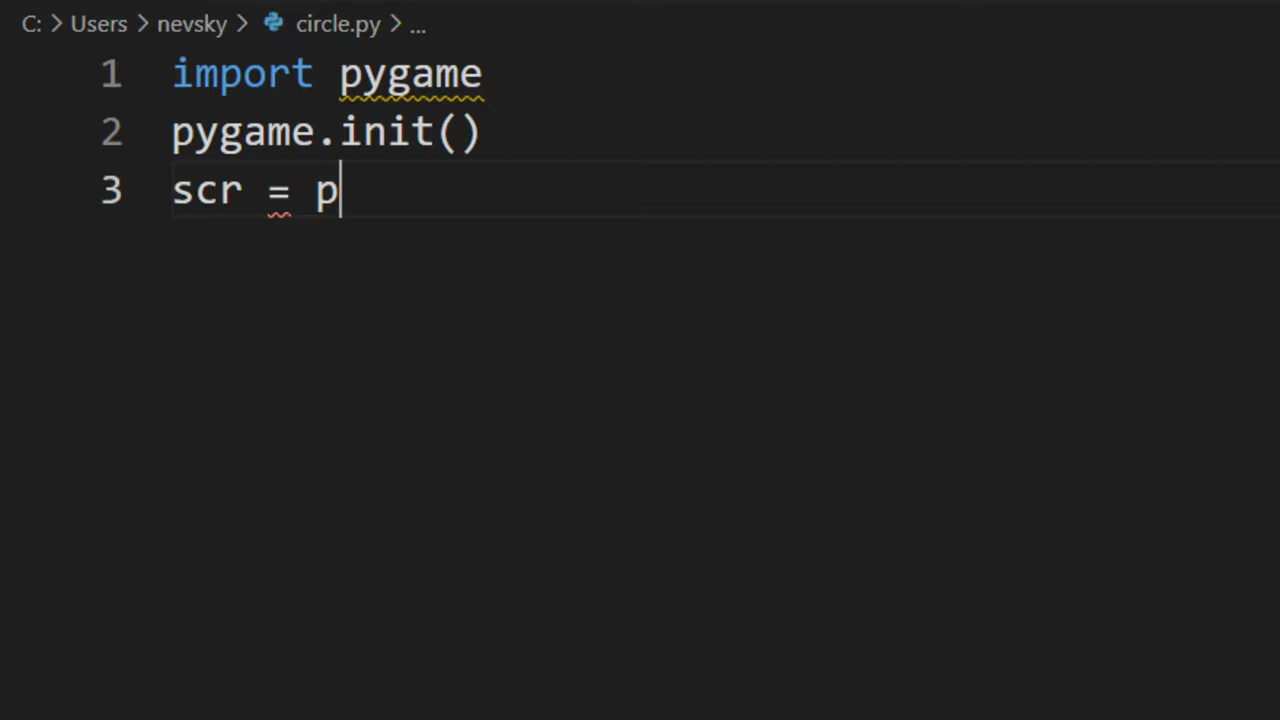 C: > Users > nevsky > circle.py > ...
1 import pygame
2 pygame.init()
3 scr = p